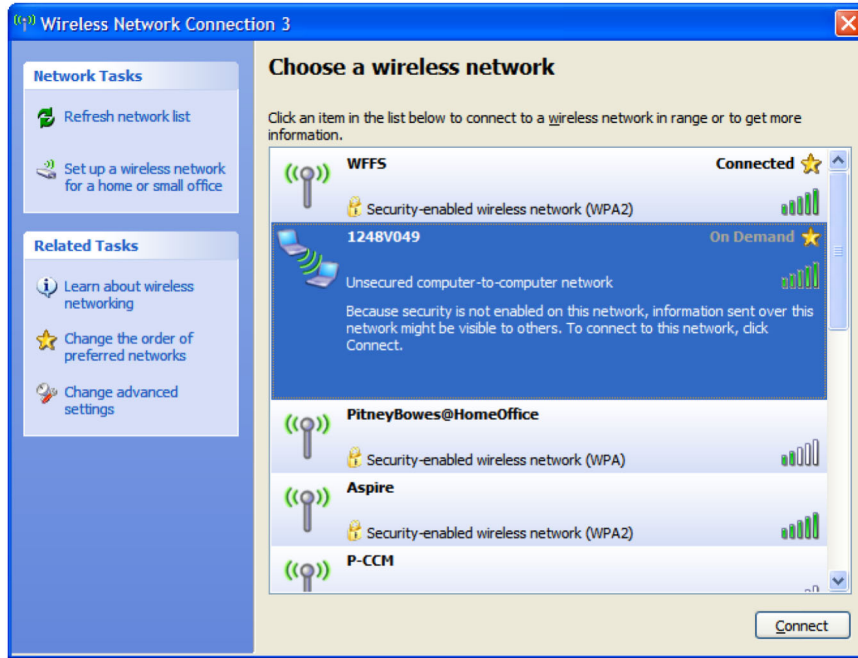 Wireless Network Connection 3
Network Tasks
Refresh network list
Set up a wireless network
for a home or small office
Related Tasks
Learn about wireless
networking
Change the order of
preferred networks
Change advanced
settings
Choose a wireless network
Click an item in the list below to connect to a wireless network in range or to get more
information.
WFFS Connected
Security-enabled wireless network (WPA2)
1248V049 On Demand
Unsecured computer-to-computer network
Because security is not enabled on this network, information sent over this
network might be visible to others. To connect to this network, click
Connect.
PitneyBowes@HomeOffice
Security-enabled wireless network (WPA)
Aspire
Security-enabled wireless network (WPA2)
P-CCM
Connect